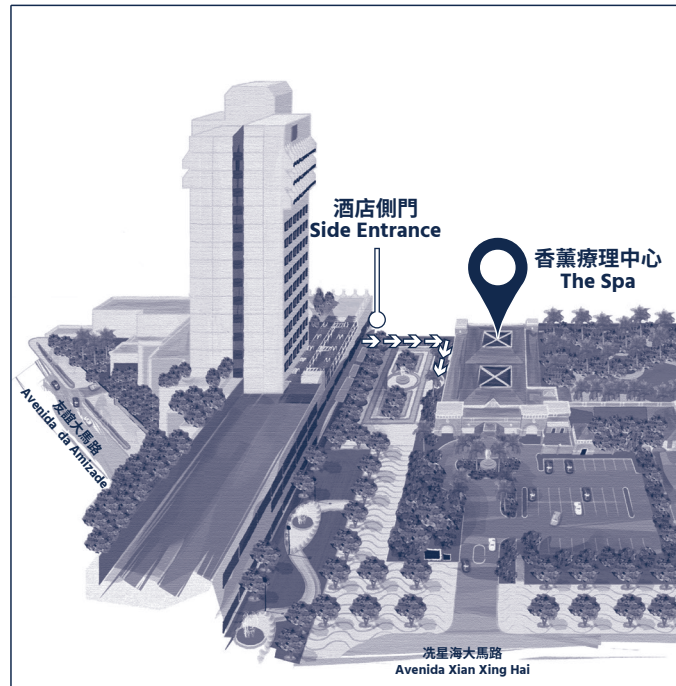 酒店側門
Side Entrance
香薰療理中心
The Spa
友誼大馬路
Avenida da Amizade
冼星海大馬路
Avenida Xian Xing Hai